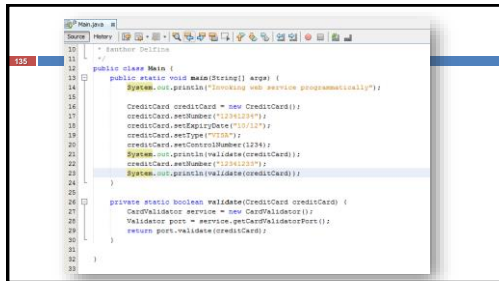 Main.java
Source History
135
10 * @author Delfina
11 */
12 public class Main {
13 public static void main(String[] args) {
14 System.out.println("Invoking web service programmatically");
15
16 CreditCard creditCard = new CreditCard();
17 creditCard.setNumber("12341234");
18 creditCard.setExpiryDate("10/12");
19 creditCard.setType("VISA");
20 creditCard.setControlNumber(1234);
21 System.out.println(validate(creditCard));
22 creditCard.setNumber("12341233");
23 System.out.println(validate(creditCard));
24 }
25
26 private static boolean validate(CreditCard creditCard) {
27 CardValidator service = new CardValidator();
28 Validator port = service.getCardValidatorPort();
29 return port.validate(creditCard);
30 }
31
32 }
33